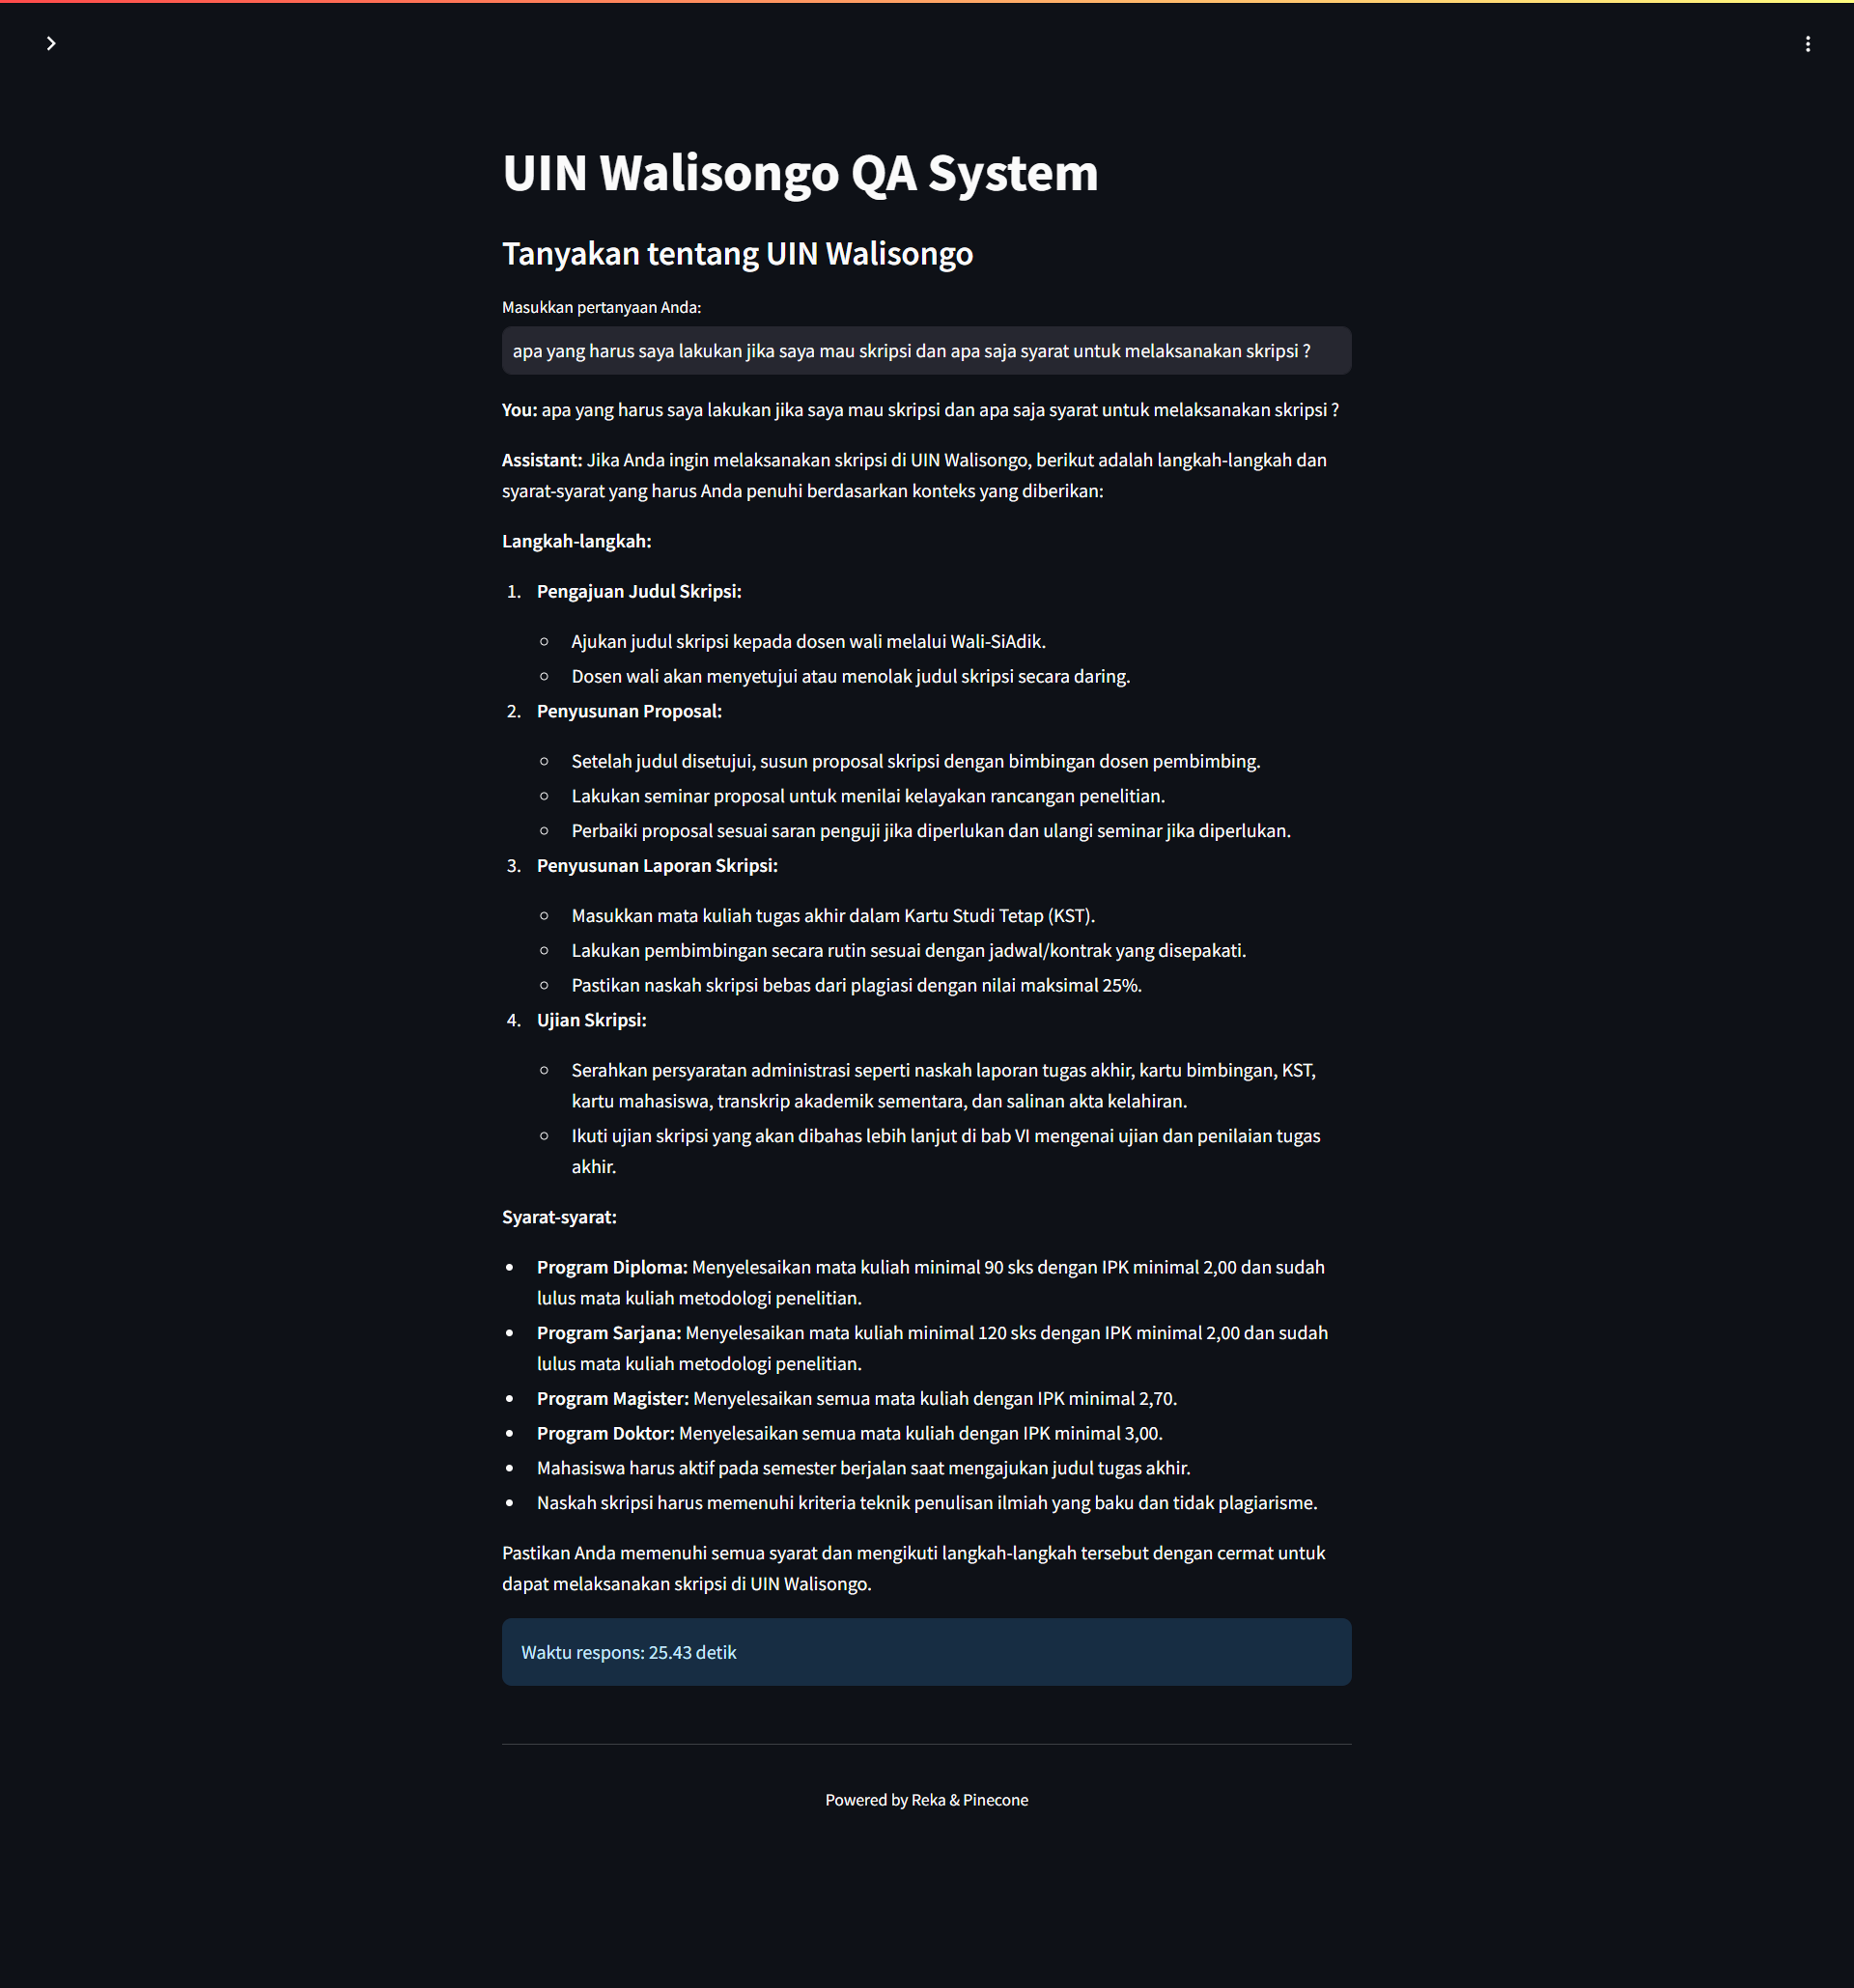 UIN Walisongo QA System
Tanyakan tentang UIN Walisongo
Masukkan pertanyaan Anda:
apa yang harus saya lakukan jika saya mau skripsi dan apa saja syarat untuk melaksanakan skripsi ?
You: apa yang harus saya lakukan jika saya mau skripsi dan apa saja syarat untuk melaksanakan skripsi ?
Assistant: Jika Anda ingin melaksanakan skripsi di UIN Walisongo, berikut adalah langkah-langkah dan
syarat-syarat yang harus Anda penuhi berdasarkan konteks yang diberikan:
Langkah-langkah:
1. Pengajuan Judul Skripsi:
○ Ajukan judul skripsi kepada dosen wali melalui Wali-SiAdik.
○ Dosen wali akan menyetujui atau menolak judul skripsi secara daring.
2. Penyusunan Proposal:
○ Setelah judul disetujui, susun proposal skripsi dengan bimbingan dosen pembimbing.
○ Lakukan seminar proposal untuk menilai kelayakan rancangan penelitian.
○ Perbaiki proposal sesuai saran penguji jika diperlukan dan ulangi seminar jika diperlukan.
3. Penyusunan Laporan Skripsi:
○ Masukkan mata kuliah tugas akhir dalam Kartu Studi Tetap (KST).
○ Lakukan pembimbingan secara rutin sesuai dengan jadwal/kontrak yang disepakati.
○ Pastikan naskah skripsi bebas dari plagiasi dengan nilai maksimal 25%.
4. Ujian Skripsi:
○ Serahkan persyaratan administrasi seperti naskah laporan tugas akhir, kartu bimbingan, KST,
kartu mahasiswa, transkrip akademik sementara, dan salinan akta kelahiran.
○ Ikuti ujian skripsi yang akan dibahas lebih lanjut di bab VI mengenai ujian dan penilaian tugas
akhir.
Syarat-syarat:
• Program Diploma: Menyelesaikan mata kuliah minimal 90 sks dengan IPK minimal 2,00 dan sudah
lulus mata kuliah metodologi penelitian.
• Program Sarjana: Menyelesaikan mata kuliah minimal 120 sks dengan IPK minimal 2,00 dan sudah
lulus mata kuliah metodologi penelitian.
• Program Magister: Menyelesaikan semua mata kuliah dengan IPK minimal 2,70.
• Program Doktor: Menyelesaikan semua mata kuliah dengan IPK minimal 3,00.
• Mahasiswa harus aktif pada semester berjalan saat mengajukan judul tugas akhir.
• Naskah skripsi harus memenuhi kriteria teknik penulisan ilmiah yang baku dan tidak plagiarisme.
Pastikan Anda memenuhi semua syarat dan mengikuti langkah-langkah tersebut dengan cermat untuk
dapat melaksanakan skripsi di UIN Walisongo.
Waktu respons: 25.43 detik
Powered by Reka & Pinecone